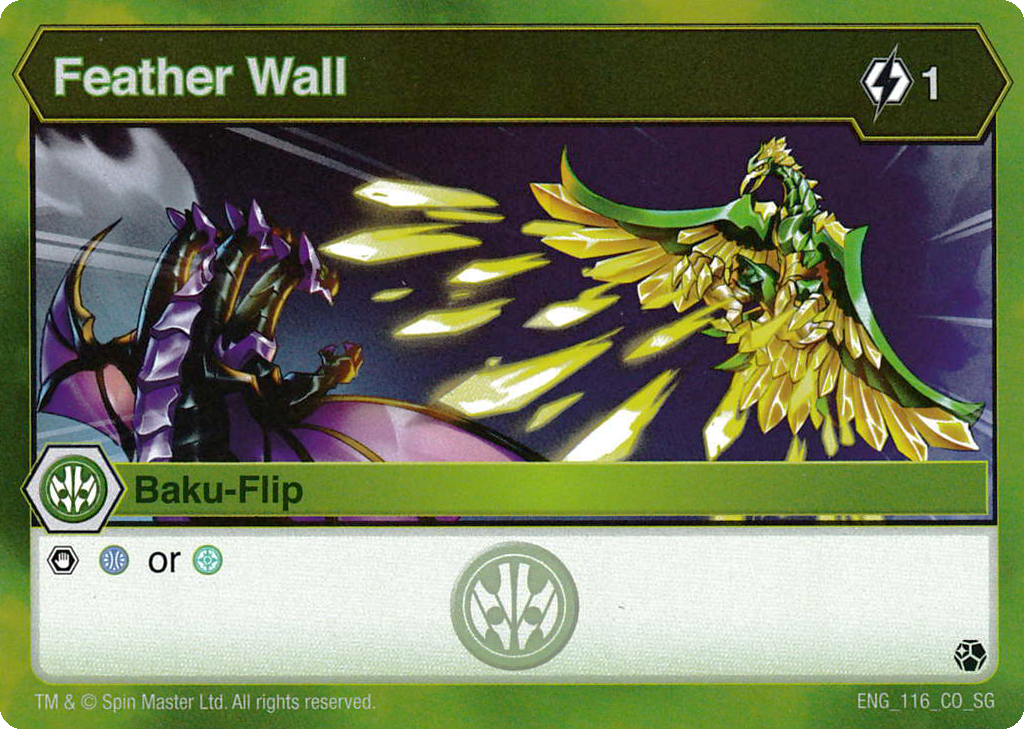 Feather Wall
1
Baku-Flip
or
TM & © Spin Master Ltd. All rights reserved.
ENG_116_CO_SG